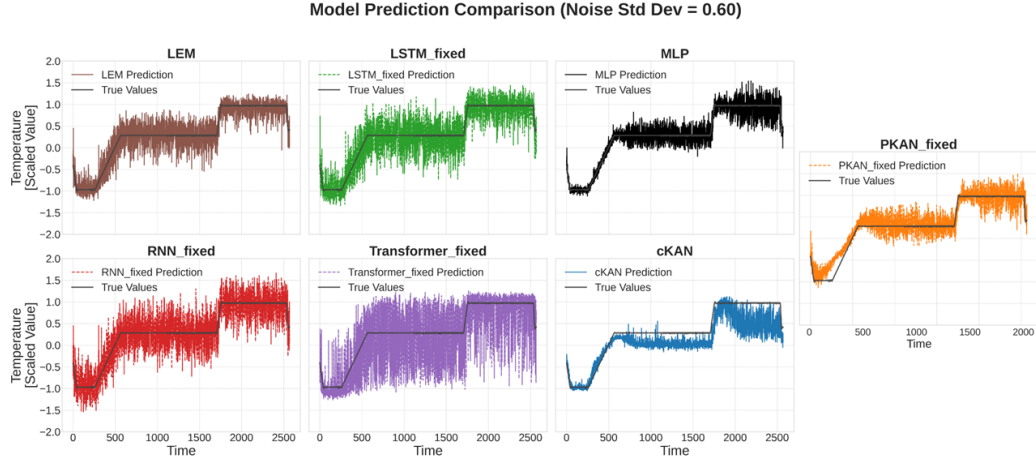 Model Prediction Comparison (Noise Std Dev = 0.60)
LEM
LSTM_fixed
MLP
2.0
1.5
1.0
0.5
0.0
−0.5
−1.0
−1.5
−2.0
Temperature
[Scaled Value]
LEM Prediction
True Values
LSTM_fixed Prediction
True Values
MLP Prediction
True Values
PKAN_fixed
PKAN_fixed Prediction
True Values
0
500
1000
1500
2000
Time
RNN_fixed
Transformer_fixed
cKAN
2.0
1.5
1.0
0.5
0.0
−0.5
−1.0
−1.5
−2.0
Temperature
[Scaled Value]
RNN_fixed Prediction
True Values
Transformer_fixed Prediction
True Values
cKAN Prediction
True Values
0 500 1000 1500 2000 2500
0 500 1000 1500 2000 2500
0 500 1000 1500 2000 2500
Time
Time
Time